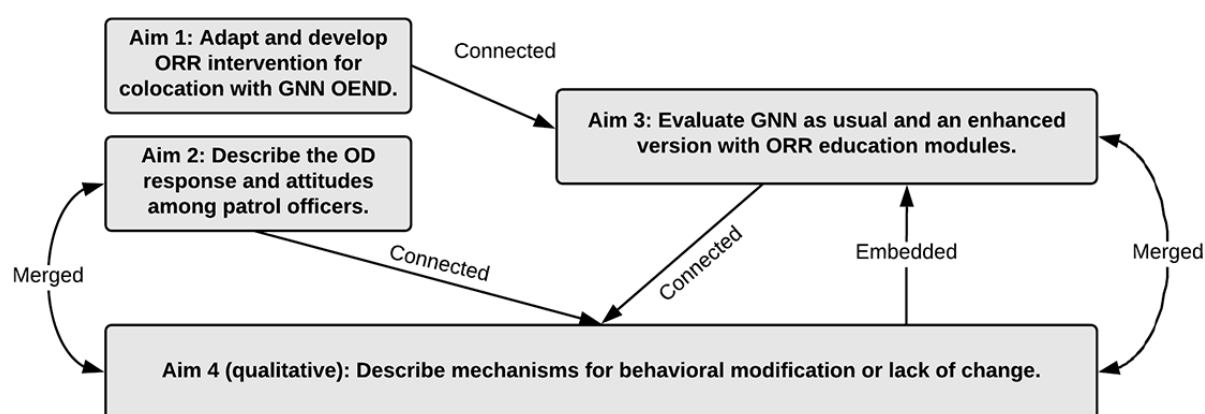 Aim 1: Adapt and develop
ORR intervention for
colocation with GNN OEND.
Connected
Aim 3: Evaluate GNN as usual and an enhanced
version with ORR education modules.
Aim 2: Describe the OD
response and attitudes
among patrol officers.
Merged
Connected
Connected
Embedded
Merged
Aim 4 (qualitative): Describe mechanisms for behavioral modification or lack of change.